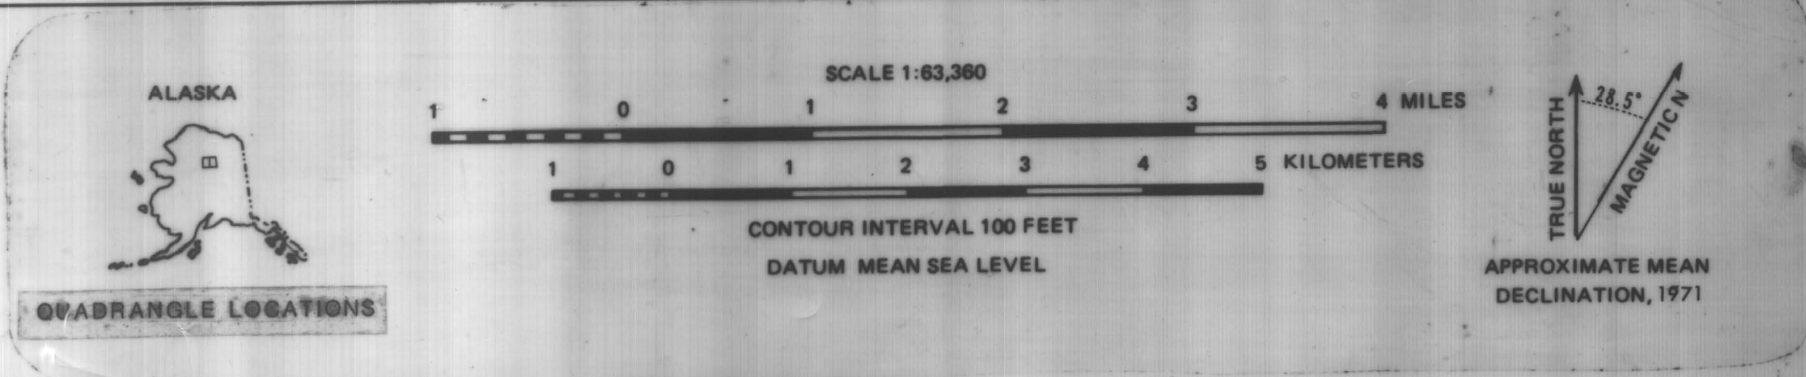 ALASKA
QUADRANGLE LOCATIONS
SCALE 1:63,360
1 0 1 2 3 4 MILES
1 0 1 2 3 4 5 KILOMETERS
CONTOUR INTERVAL 100 FEET
DATUM MEAN SEA LEVEL
TRUE NORTH
28.5°
MAGNETIC N
APPROXIMATE MEAN
DECLINATION, 1971